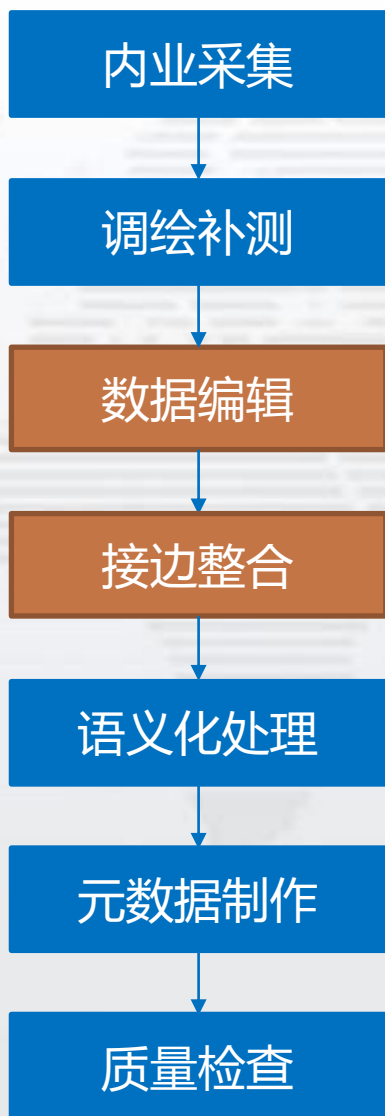 内业采集
调绘补测
数据编辑
接边整合
语义化处理
元数据制作
质量检查